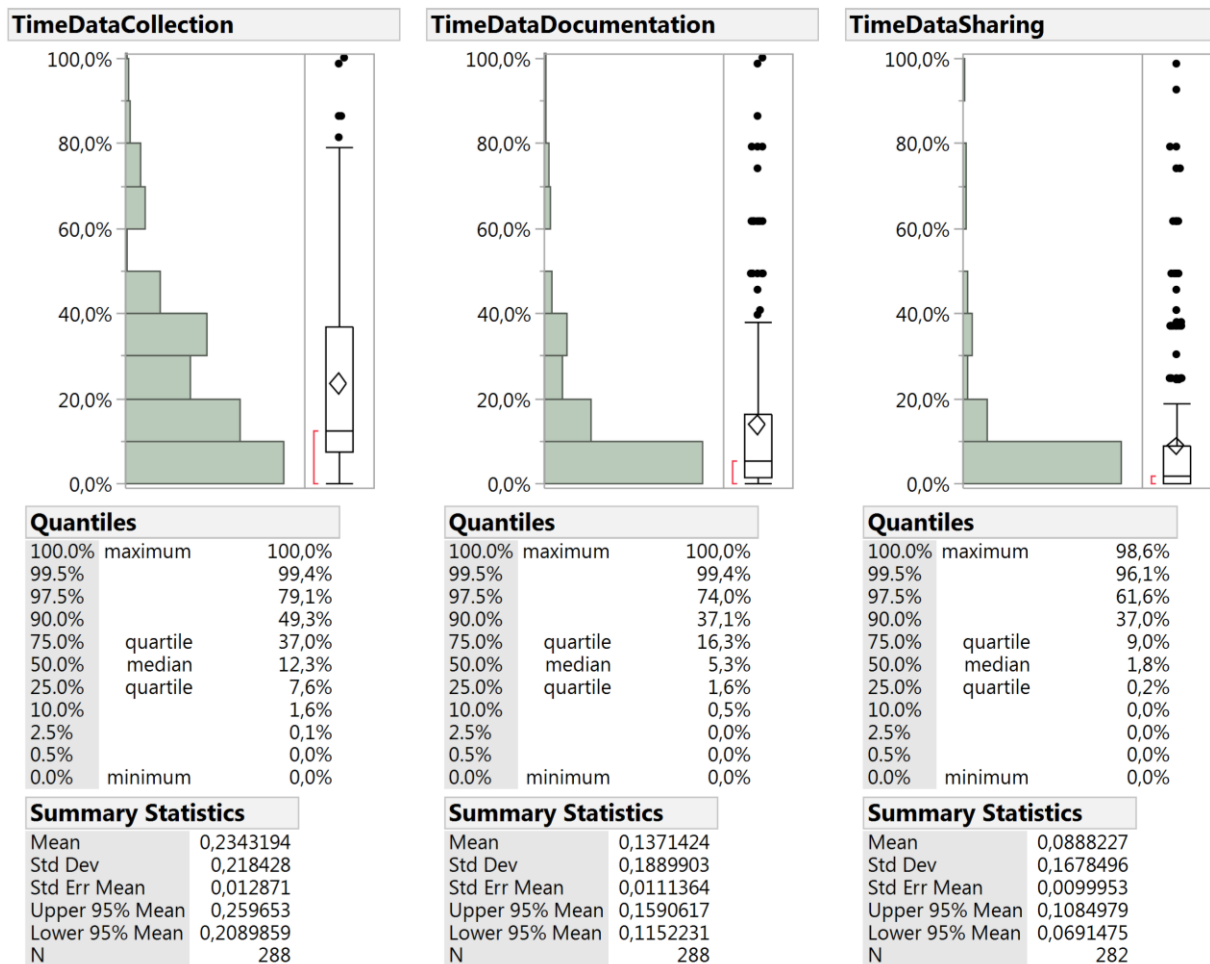 TimeDataCollection
100,0%
80,0%
60,0%
40,0%
20,0%
0,0%
Quantiles
100.0% maximum 100,0%
99.5% 99,4%
97.5% 79,1%
90.0% 49,3%
75.0% quartile 37,0%
50.0% median 12,3%
25.0% quartile 7,6%
10.0% 1,6%
2.5% 0,1%
0.5% 0,0%
0.0% minimum 0,0%
Summary Statistics
Mean 0,2343194
Std Dev 0,218428
Std Err Mean 0,012871
Upper 95% Mean 0,259653
Lower 95% Mean 0,2089859
N 288
TimeDataDocumentation
100,0%
80,0%
60,0%
40,0%
20,0%
0,0%
Quantiles
100.0% maximum 100,0%
99.5% 99,4%
97.5% 74,0%
90.0% 37,1%
75.0% quartile 16,3%
50.0% median 5,3%
25.0% quartile 1,6%
10.0% 0,5%
2.5% 0,0%
0.5% 0,0%
0.0% minimum 0,0%
Summary Statistics
Mean 0,1371424
Std Dev 0,1889903
Std Err Mean 0,0111364
Upper 95% Mean 0,1590617
Lower 95% Mean 0,1152231
N 288
TimeDataSharing
100,0%
80,0%
60,0%
40,0%
20,0%
0,0%
Quantiles
100.0% maximum 98,6%
99.5% 96,1%
97.5% 61,6%
90.0% 37,0%
75.0% quartile 9,0%
50.0% median 1,8%
25.0% quartile 0,2%
10.0% 0,0%
2.5% 0,0%
0.5% 0,0%
0.0% minimum 0,0%
Summary Statistics
Mean 0,0888227
Std Dev 0,1678496
Std Err Mean 0,0099953
Upper 95% Mean 0,1084979
Lower 95% Mean 0,0691475
N 282